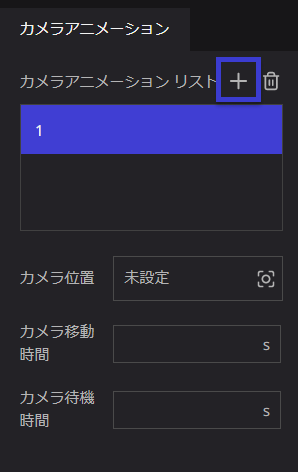 カメラアニメーション
カメラアニメーション リスト
1
カメラ位置 未設定
カメラ移動
時間 s
カメラ待機
時間 s